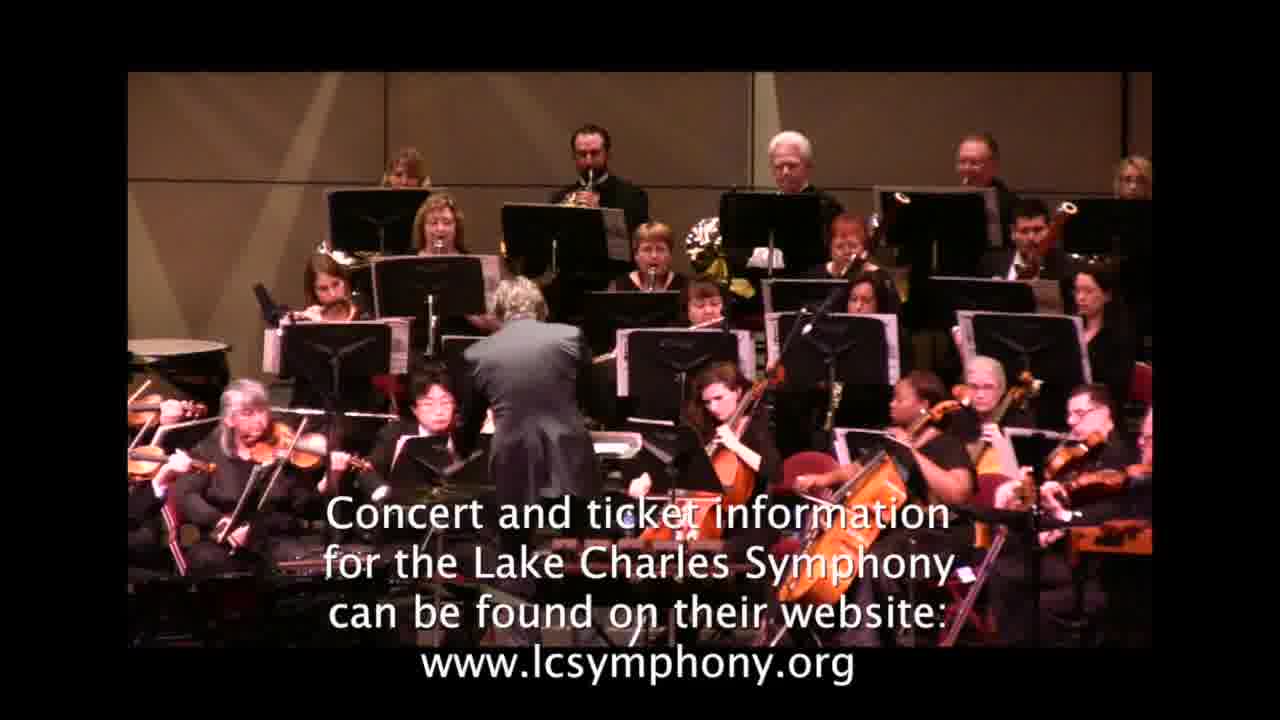 Concert and ticket information
for the Lake Charles Symphony
can be found on their website:
www.lcsymphony.org